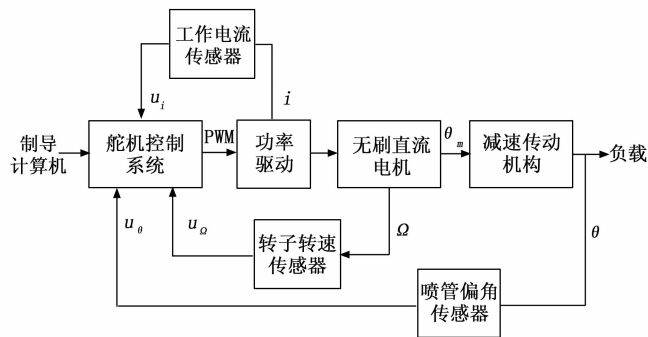 工作电流
传感器
u_i
i
制导
计算机
舵机控制
系统
PWM
功率
驱动
无刷直流
电机
θ_m
减速传动
机构
负载
u_θ
u_Ω
转子转速
传感器
Ω
θ
喷管偏角
传感器